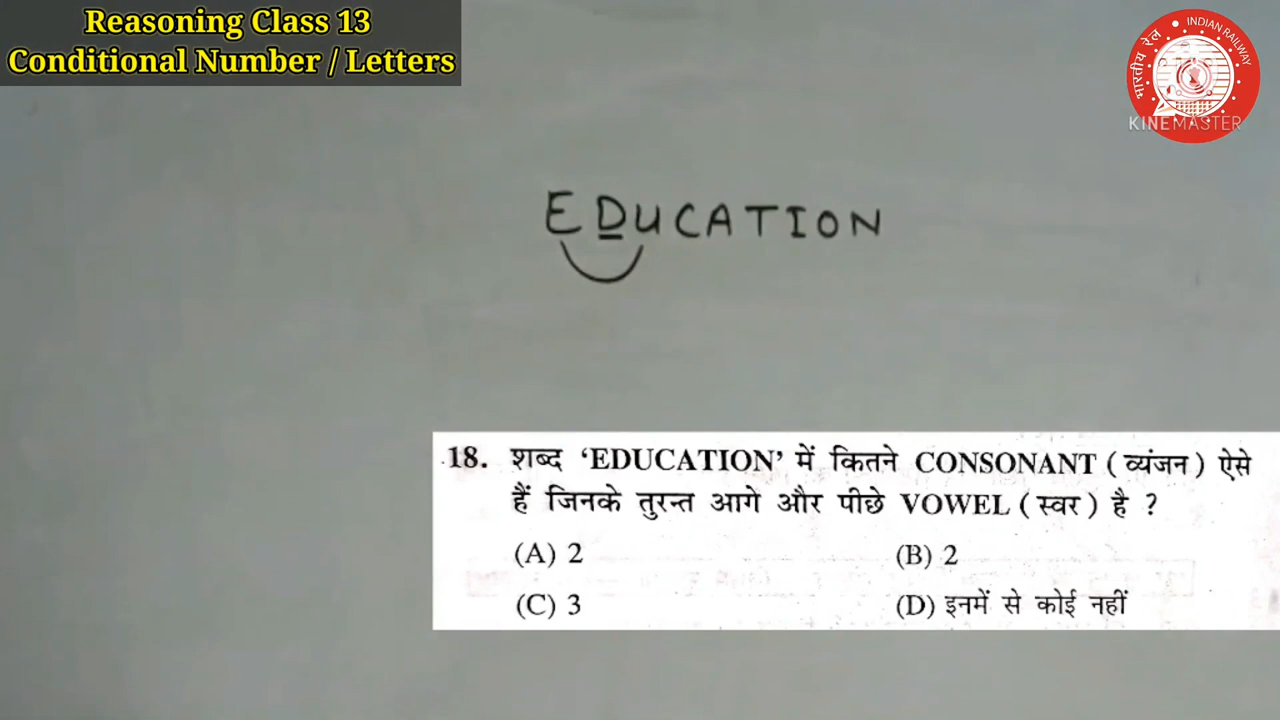 Reasoning Class 13
Conditional Number / Letters
भारतीय रेल
INDIAN RAILWAY
KINEMASTER
EDUCATION
18. शब्द ‘EDUCATION’ में कितने CONSONANT ( व्यंजन ) ऐसे
हैं जिनके तुरन्त आगे और पीछे VOWEL ( स्वर ) है ?
(A) 2 (B) 2
(C) 3 (D) इनमें से कोई नहीं